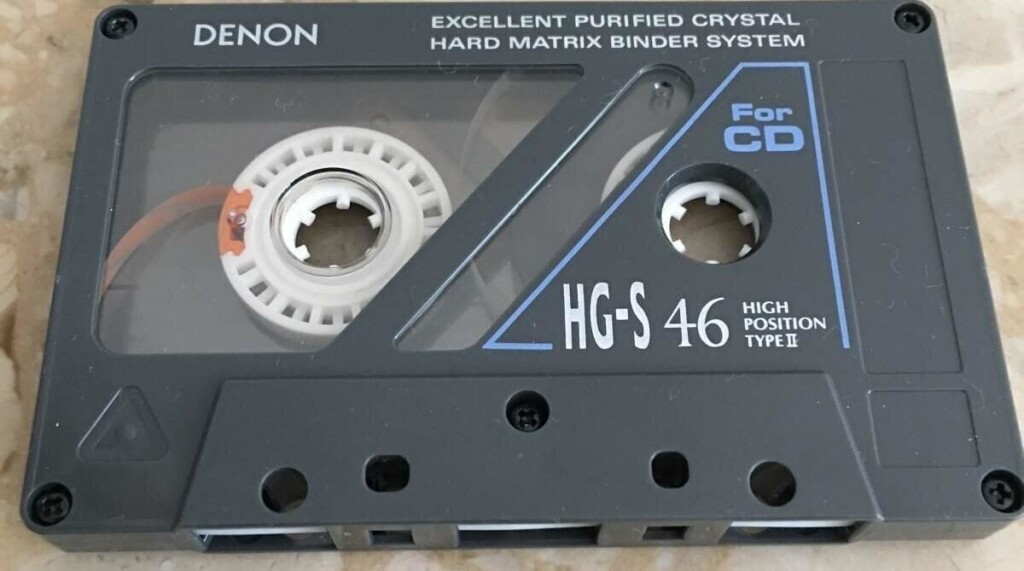 DENON
EXCELLENT PURIFIED CRYSTAL
HARD MATRIX BINDER SYSTEM
For
CD
HG-S 46
HIGH
POSITION
TYPE II